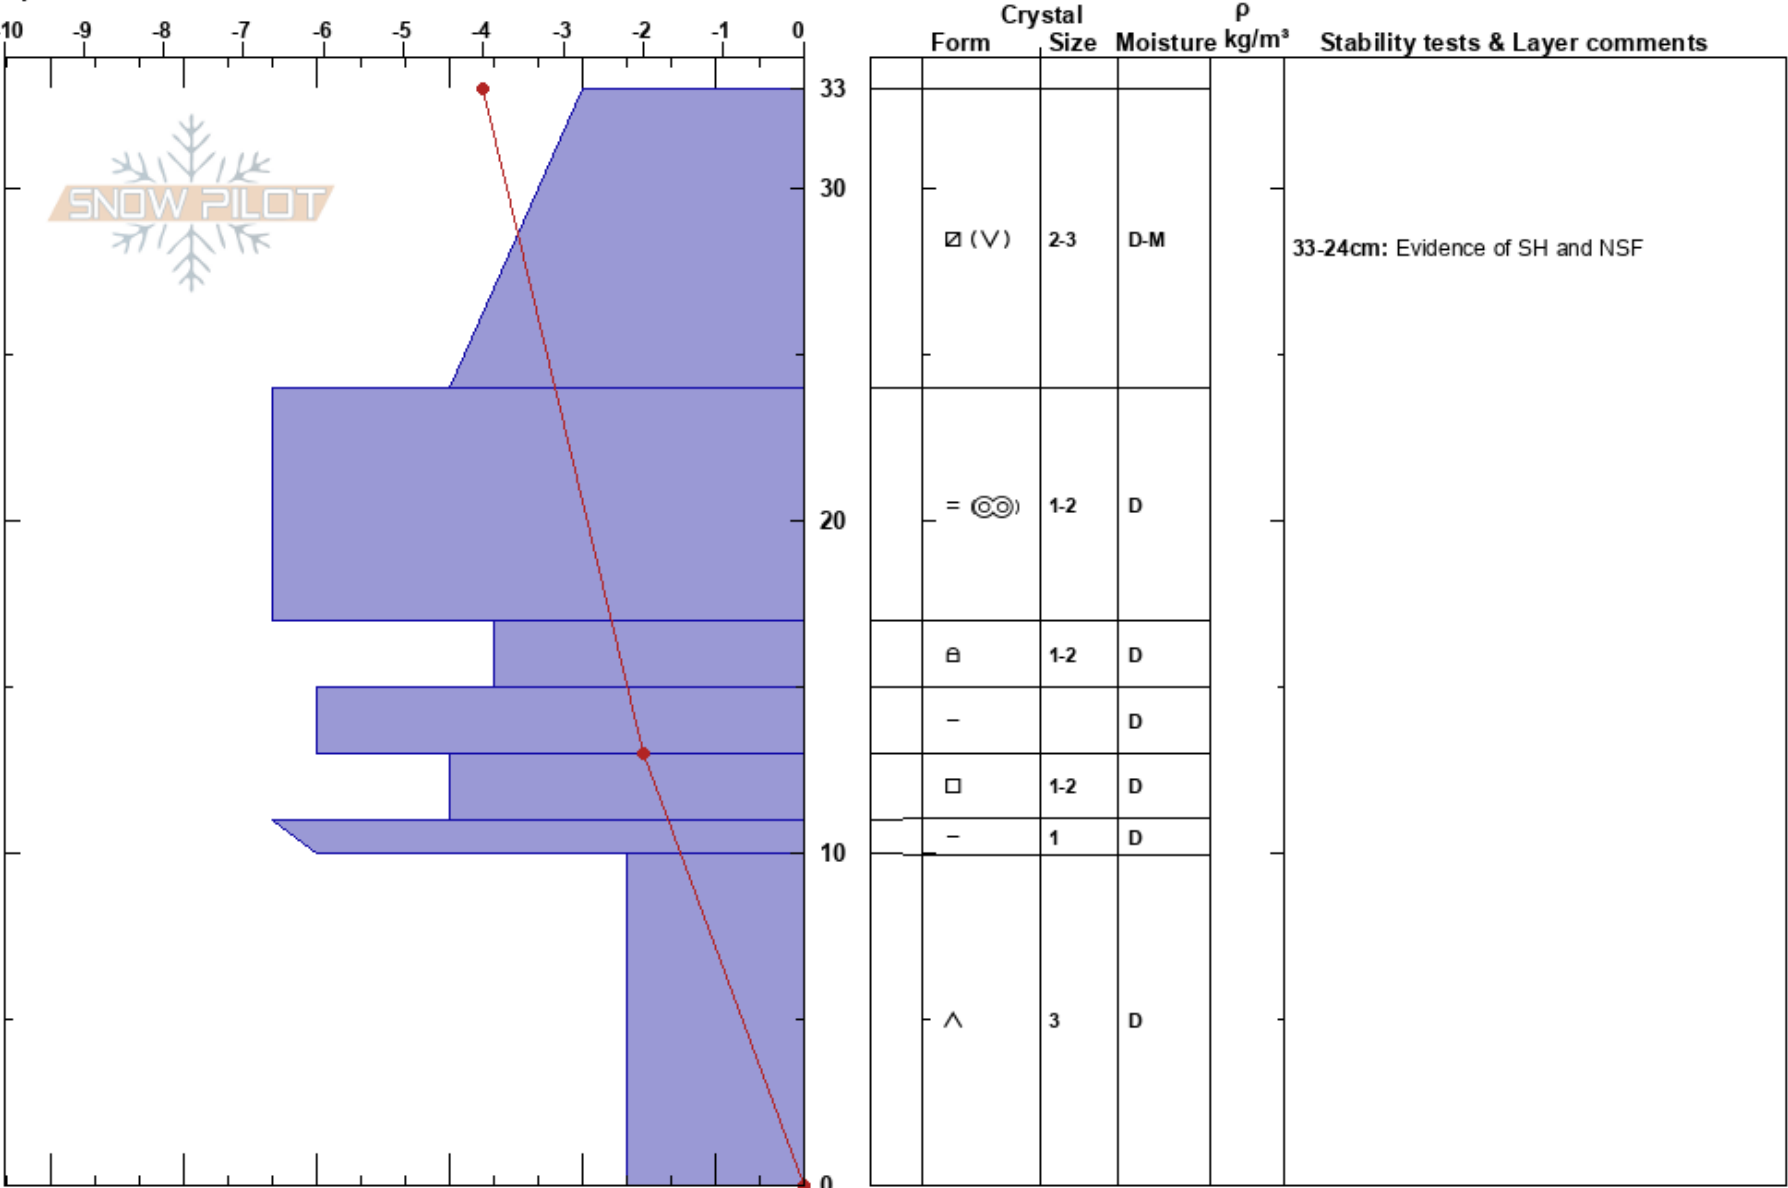 Crystal ρ
-10 -9 -8 -7 -6 -5 -4 -3 -2 -1 0 Form Size Moisture kg/m³ Stability tests & Layer comments
33
SNOW PILOT
30
(V) 2-3 D-M
33-24cm: Evidence of SH and NSF
= 1-2 D
20
1-2 D
– D
1-2 D
– 1 D
10
3 D
0